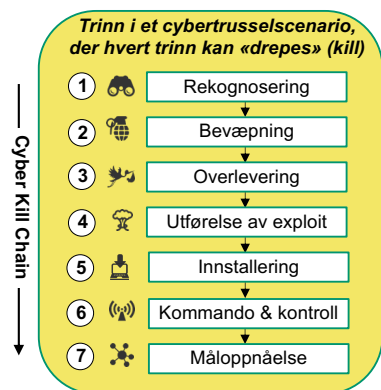 Trinn i et cybertrusselscenario,
der hvert trinn kan «drepes» (kill)
Cyber Kill Chain
1 Rekognosering
2 Bevæpning
3 Overlevering
4 Utførelse av exploit
5 Innstallering
6 Kommando & kontroll
7 Måloppnåelse